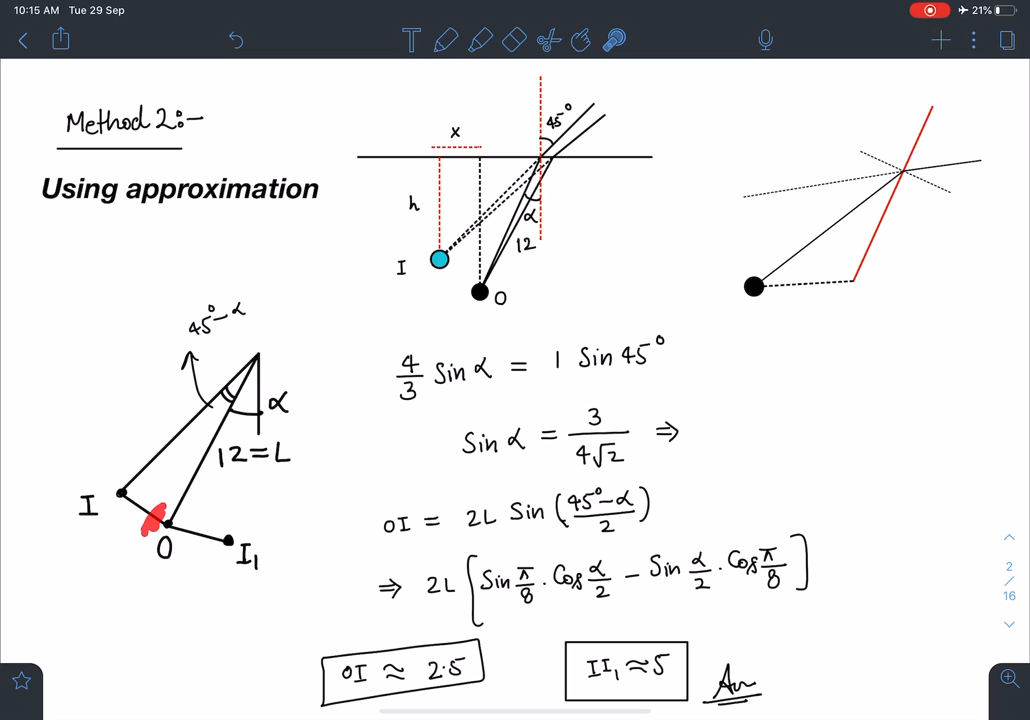 10:15 AM Tue 29 Sep
21%
T
Method 2:-
Using approximation
x
45°
h
α
12
I
O
45° - α
α
12 = L
I
O
I₁
4/3 Sin α = 1 Sin 45°
Sin α = 3/(4√2) ⇒
OI = 2L Sin ((45° - α)/2)
⇒ 2L [Sin π/8 . Cos α/2 - Sin α/2 . Cos π/8]
OI ≈ 2.5
II₁ ≈ 5
Ans
2
/
16